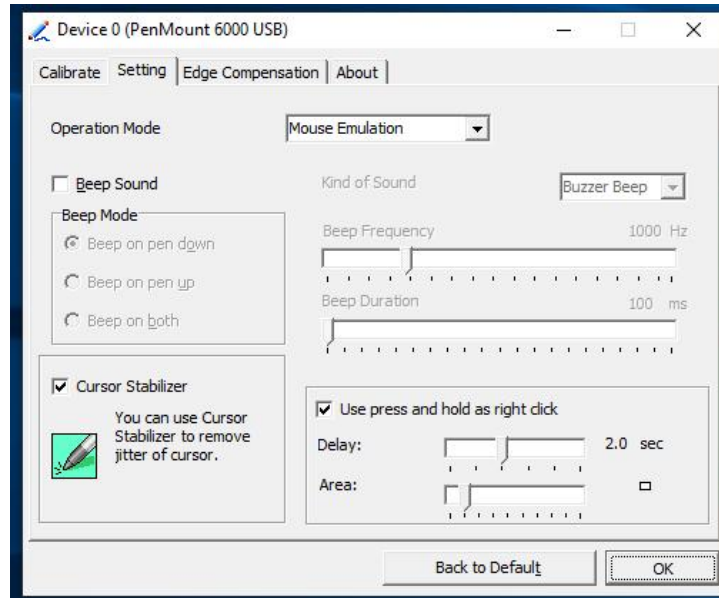 Device 0 (PenMount 6000 USB)
Calibrate Setting Edge Compensation About
Operation Mode Mouse Emulation
Beep Sound Kind of Sound Buzzer Beep
Beep Mode
Beep on pen down
Beep on pen up
Beep on both
Beep Frequency 1000 Hz
Beep Duration 100 ms
Cursor Stabilizer
You can use Cursor
Stabilizer to remove
jitter of cursor.
Use press and hold as right click
Delay: 2.0 sec
Area:
Back to Default OK